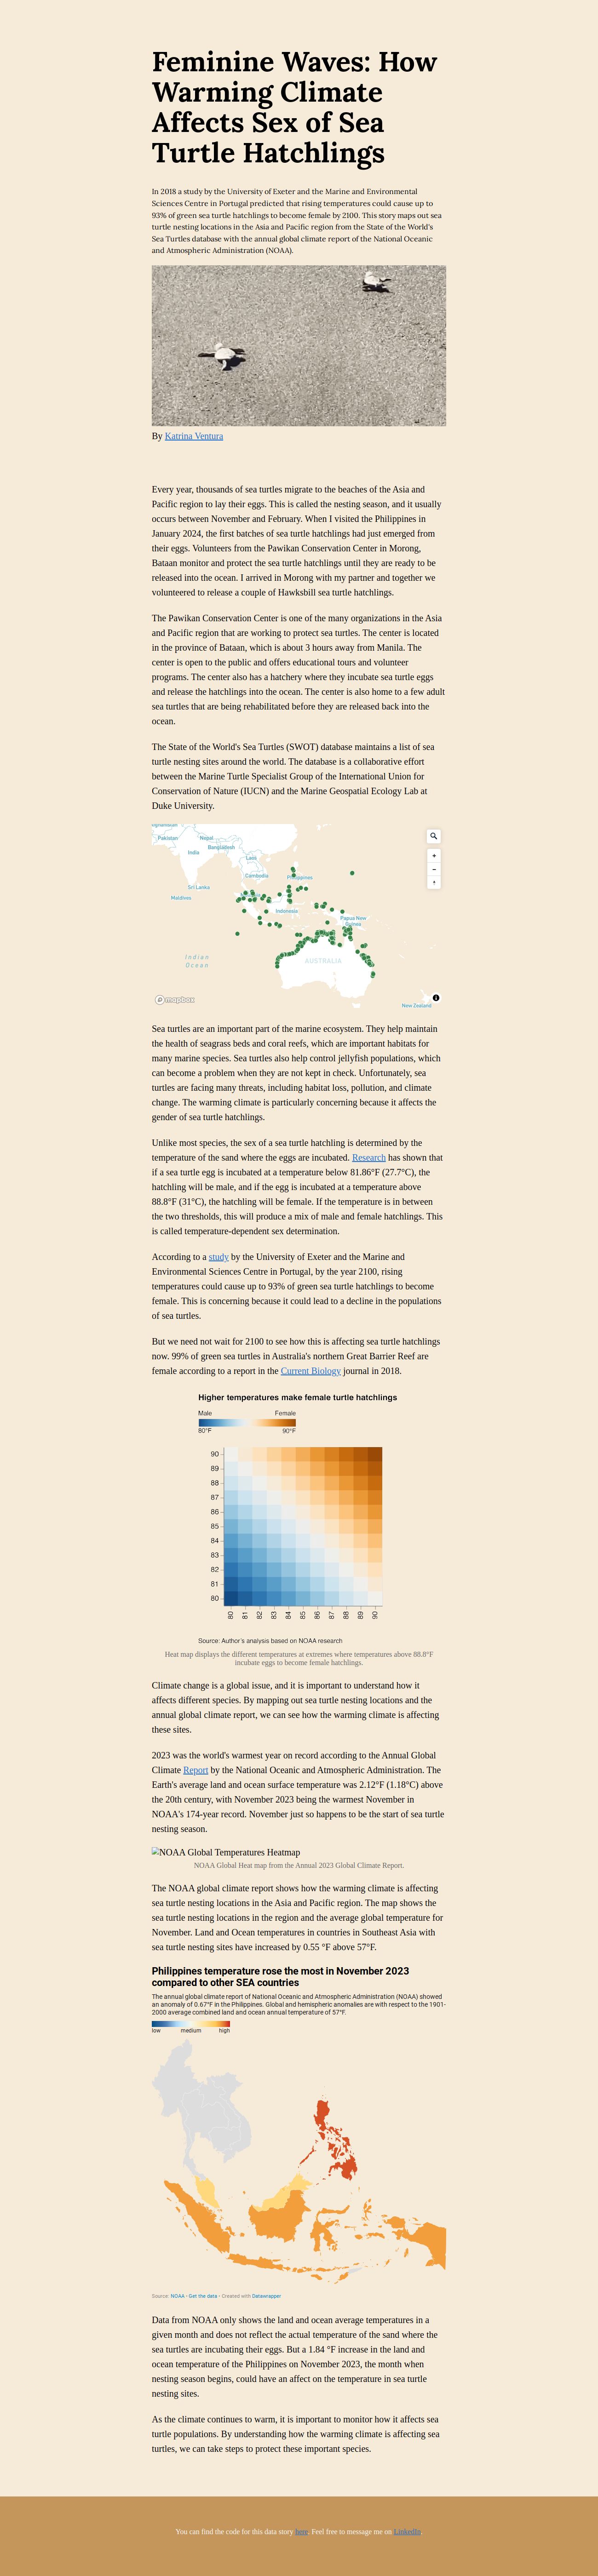 Feminine Waves: How
Warming Climate
Affects Sex of Sea
Turtle Hatchlings
In 2018 a study by the University of Exeter and the Marine and Environmental
Sciences Centre in Portugal predicted that rising temperatures could cause up to
93% of green sea turtle hatchlings to become female by 2100. This story maps out sea
turtle nesting locations in the Asia and Pacific region from the State of the World's
Sea Turtles database with the annual global climate report of the National Oceanic
and Atmospheric Administration (NOAA).
By Katrina Ventura
Every year, thousands of sea turtles migrate to the beaches of the Asia and
Pacific region to lay their eggs. This is called the nesting season, and it usually
occurs between November and February. When I visited the Philippines in
January 2024, the first batches of sea turtle hatchlings had just emerged from
their eggs. Volunteers from the Pawikan Conservation Center in Morong,
Bataan monitor and protect the sea turtle hatchlings until they are ready to be
released into the ocean. I arrived in Morong with my partner and together we
volunteered to release a couple of Hawksbill sea turtle hatchlings.
The Pawikan Conservation Center is one of the many organizations in the Asia
and Pacific region that are working to protect sea turtles. The center is located
in the province of Bataan, which is about 3 hours away from Manila. The
center is open to the public and offers educational tours and volunteer
programs. The center also has a hatchery where they incubate sea turtle eggs
and release the hatchlings into the ocean. The center is also home to a few adult
sea turtles that are being rehabilitated before they are released back into the
ocean.
The State of the World's Sea Turtles (SWOT) database maintains a list of sea
turtle nesting sites around the world. The database is a collaborative effort
between the Marine Turtle Specialist Group of the International Union for
Conservation of Nature (IUCN) and the Marine Geospatial Ecology Lab at
Duke University.
Pakistan
Nepal
Bangladesh
India
Laos
Cambodia
Philippines
Sri Lanka
Maldives
Indonesia
Papua New
Guinea
Indian
Ocean
AUSTRALIA
mapbox
New Zealand
Sea turtles are an important part of the marine ecosystem. They help maintain
the health of seagrass beds and coral reefs, which are important habitats for
many marine species. Sea turtles also help control jellyfish populations, which
can become a problem when they are not kept in check. Unfortunately, sea
turtles are facing many threats, including habitat loss, pollution, and climate
change. The warming climate is particularly concerning because it affects the
gender of sea turtle hatchlings.
Unlike most species, the sex of a sea turtle hatchling is determined by the
temperature of the sand where the eggs are incubated. Research has shown that
if a sea turtle egg is incubated at a temperature below 81.86°F (27.7°C), the
hatchling will be male, and if the egg is incubated at a temperature above
88.8°F (31°C), the hatchling will be female. If the temperature is in between
the two thresholds, this will produce a mix of male and female hatchlings. This
is called temperature-dependent sex determination.
According to a study by the University of Exeter and the Marine and
Environmental Sciences Centre in Portugal, by the year 2100, rising
temperatures could cause up to 93% of green sea turtle hatchlings to become
female. This is concerning because it could lead to a decline in the populations
of sea turtles.
But we need not wait for 2100 to see how this is affecting sea turtle hatchlings
now. 99% of green sea turtles in Australia's northern Great Barrier Reef are
female according to a report in the Current Biology journal in 2018.
Higher temperatures make female turtle hatchlings
Male Female
80°F 90°F
90
89
88
87
86
85
84
83
82
81
80
80 81 82 83 84 85 86 87 88 89 90
Source: Author's analysis based on NOAA research
Heat map displays the different temperatures at extremes where temperatures above 88.8°F
incubate eggs to become female hatchlings.
Climate change is a global issue, and it is important to understand how it
affects different species. By mapping out sea turtle nesting locations and the
annual global climate report, we can see how the warming climate is affecting
these sites.
2023 was the world's warmest year on record according to the Annual Global
Climate Report by the National Oceanic and Atmospheric Administration. The
Earth's average land and ocean surface temperature was 2.12°F (1.18°C) above
the 20th century, with November 2023 being the warmest November in
NOAA's 174-year record. November just so happens to be the start of sea turtle
nesting season.
NOAA Global Temperatures Heatmap
NOAA Global Heat map from the Annual 2023 Global Climate Report.
The NOAA global climate report shows how the warming climate is affecting
sea turtle nesting locations in the Asia and Pacific region. The map shows the
sea turtle nesting locations in the region and the average global temperature for
November. Land and Ocean temperatures in countries in Southeast Asia with
sea turtle nesting sites have increased by 0.55 °F above 57°F.
Philippines temperature rose the most in November 2023
compared to other SEA countries
The annual global climate report of National Oceanic and Atmospheric Administration (NOAA) showed
an anomaly of 0.67°F in the Philippines. Global and hemispheric anomalies are with respect to the 1901-
2000 average combined land and ocean annual temperature of 57°F.
low medium high
Source: NOAA • Get the data • Created with Datawrapper
Data from NOAA only shows the land and ocean average temperatures in a
given month and does not reflect the actual temperature of the sand where the
sea turtles are incubating their eggs. But a 1.84 °F increase in the land and
ocean temperature of the Philippines on November 2023, the month when
nesting season begins, could have an affect on the temperature in sea turtle
nesting sites.
As the climate continues to warm, it is important to monitor how it affects sea
turtle populations. By understanding how the warming climate is affecting sea
turtles, we can take steps to protect these important species.
You can find the code for this data story here. Feel free to message me on LinkedIn.